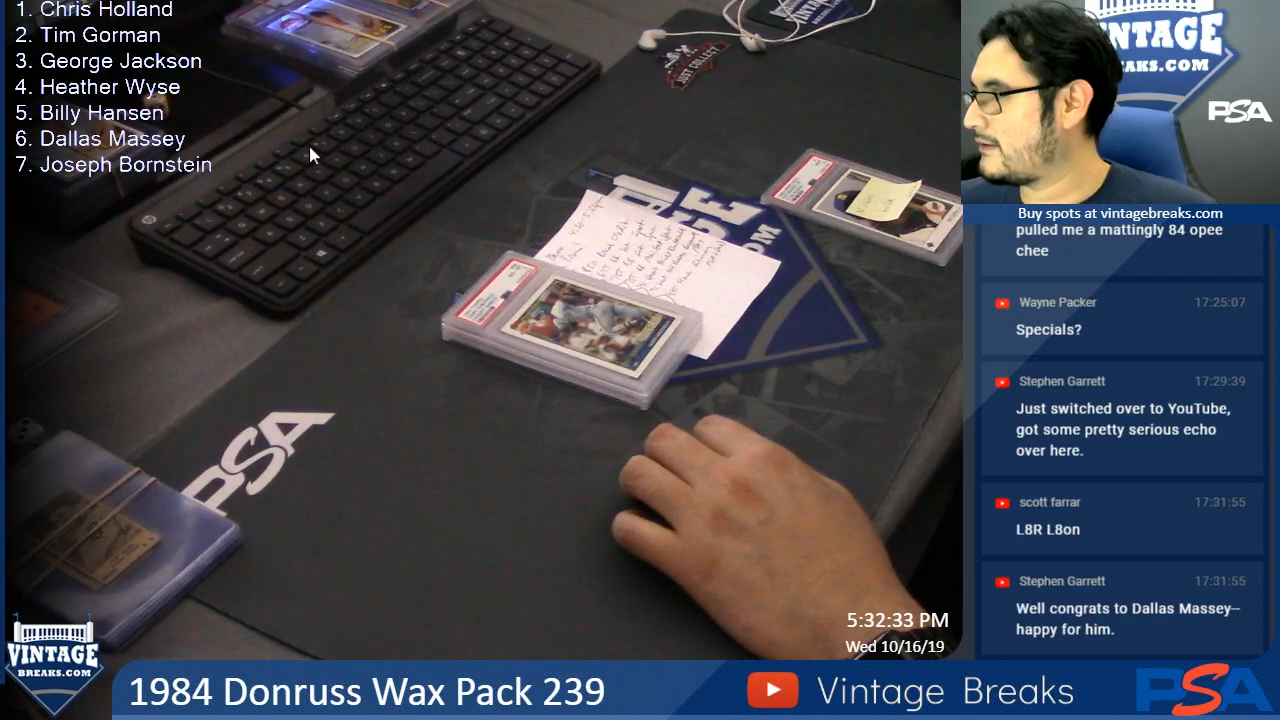 1. Chris Holland
2. Tim Gorman
3. George Jackson
4. Heather Wyse
5. Billy Hansen
6. Dallas Massey
7. Joseph Bornstein
JUST COLLECT
VINTAGE
BREAKS.COM
PSA
Buy spots at vintagebreaks.com
pulled me a mattingly 84 opee
chee
Wayne Packer 17:25:07
Specials?
Stephen Garrett 17:29:39
Just switched over to YouTube,
got some pretty serious echo
over here.
scott farrar 17:31:55
L8R L8on
Stephen Garrett 17:31:55
Well congrats to Dallas Massey–
happy for him.
PSA
hp
5:32:33 PM
Wed 10/16/19
VINTAGE
BREAKS.COM
1984 Donruss Wax Pack 239
Vintage Breaks
PSA